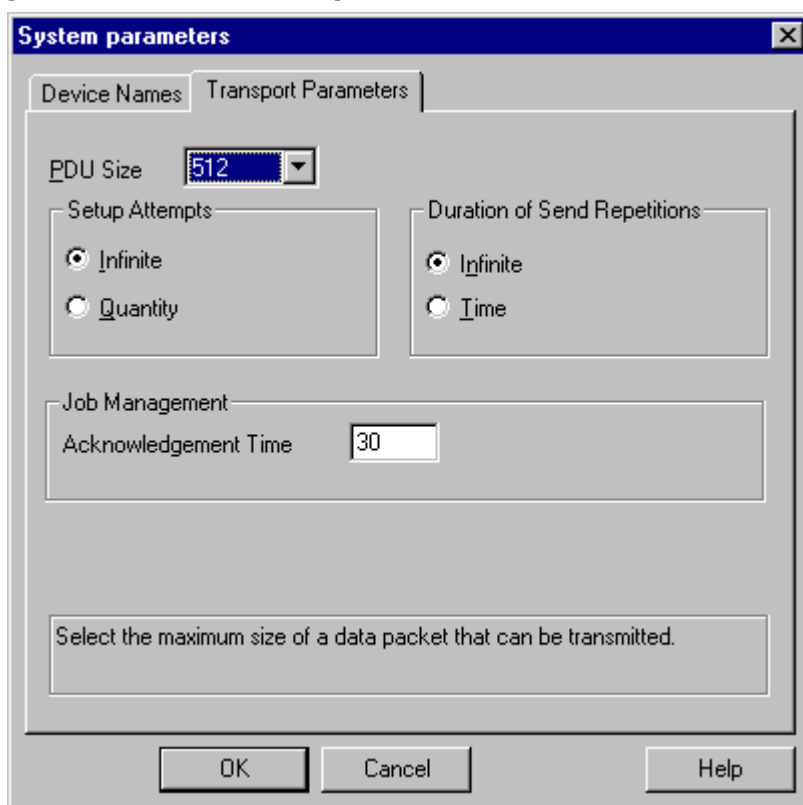 System parameters
Device Names
Transport Parameters
PDU Size
512
Setup Attempts
Infinite
Quantity
Duration of Send Repetitions
Infinite
Time
Job Management
Acknowledgement Time
30
Select the maximum size of a data packet that can be transmitted.
OK
Cancel
Help